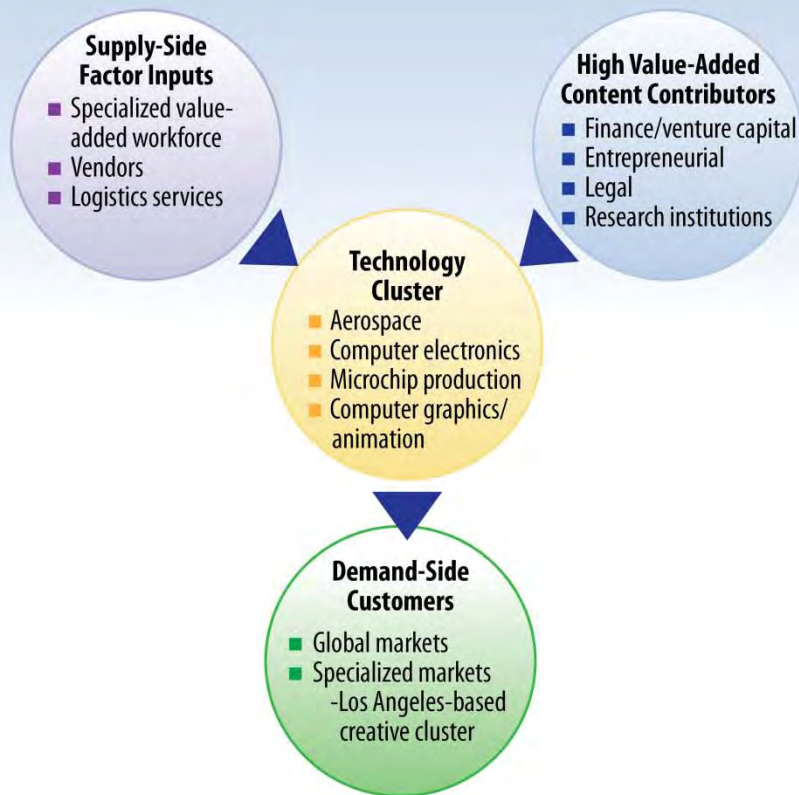 Supply-Side
Factor Inputs
■ Specialized value-
added workforce
■ Vendors
■ Logistics services
High Value-Added
Content Contributors
■ Finance/venture capital
■ Entrepreneurial
■ Legal
■ Research institutions
Technology
Cluster
■ Aerospace
■ Computer electronics
■ Microchip production
■ Computer graphics/
animation
Demand-Side
Customers
■ Global markets
■ Specialized markets
-Los Angeles-based
creative cluster